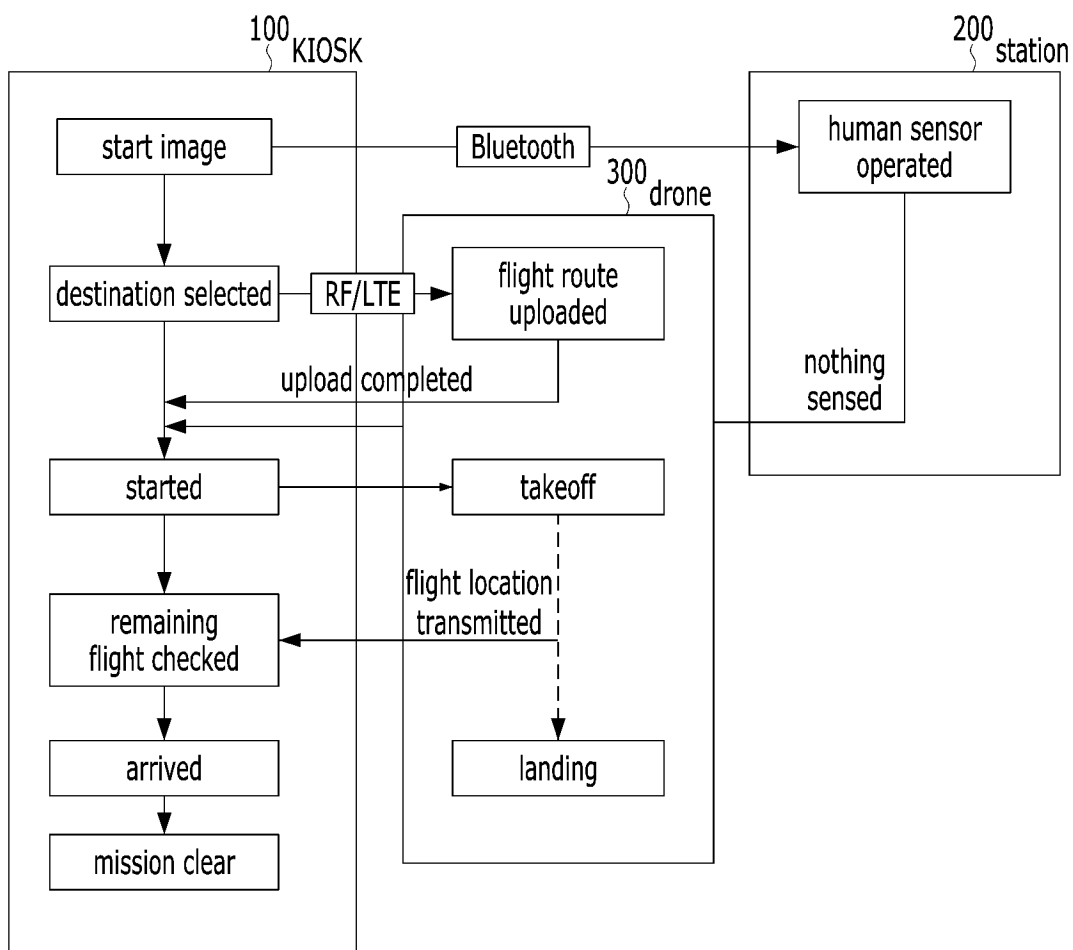 100
KIOSK
200
station
start image
Bluetooth
human sensor
operated
300
drone
destination selected
RF/LTE
flight route
uploaded
upload completed
nothing
sensed
started
takeoff
flight location
transmitted
remaining
flight checked
arrived
landing
mission clear